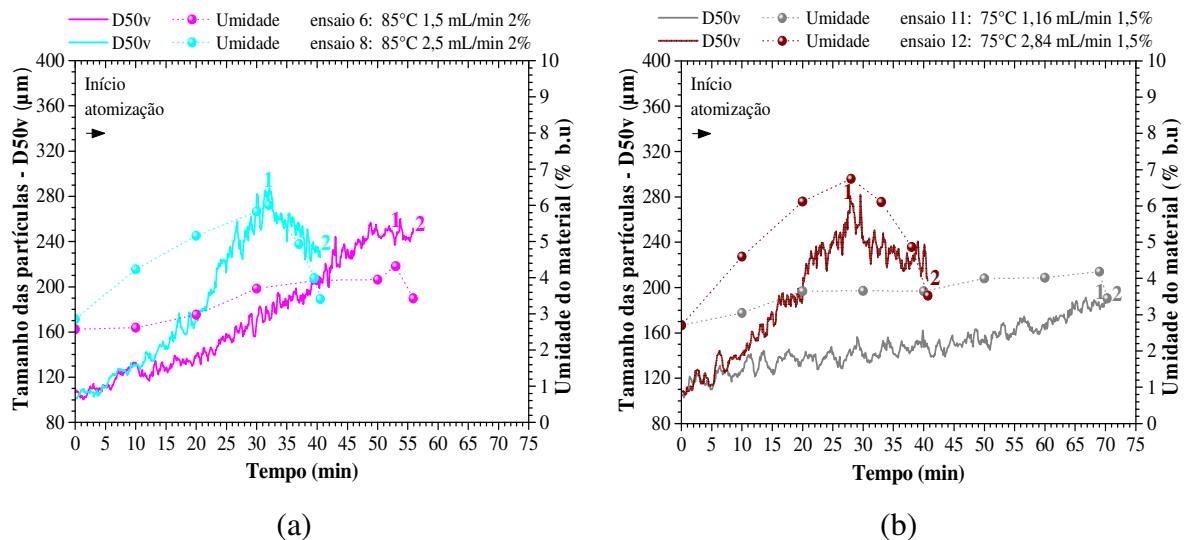 D50v Umidade ensaio 6: 85°C 1,5 mL/min 2%
D50v Umidade ensaio 8: 85°C 2,5 mL/min 2%
400
360
320
280
240
200
160
120
80
Tamanho das partículas - D50v (µm)
Início
atomização
1
2
1
2
10
9
8
7
6
5
4
3
2
1
0
Umidade do material (% b.u)
0 5 10 15 20 25 30 35 40 45 50 55 60 65 70 75
Tempo (min)
(a)
D50v Umidade ensaio 11: 75°C 1,16 mL/min 1,5%
D50v Umidade ensaio 12: 75°C 2,84 mL/min 1,5%
400
360
320
280
240
200
160
120
80
Tamanho das partículas - D50v (µm)
Início
atomização
1
2
1
2
10
9
8
7
6
5
4
3
2
1
0
Umidade do material (% b.u)
0 5 10 15 20 25 30 35 40 45 50 55 60 65 70 75
Tempo (min)
(b)